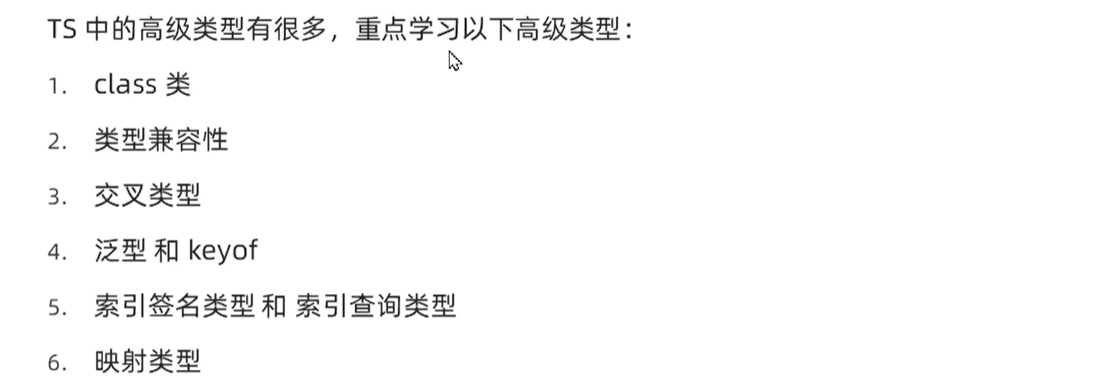 TS 中的高级类型有很多，重点学习以下高级类型：
1. class 类
2. 类型兼容性
3. 交叉类型
4. 泛型 和 keyof
5. 索引签名类型 和 索引查询类型
6. 映射类型